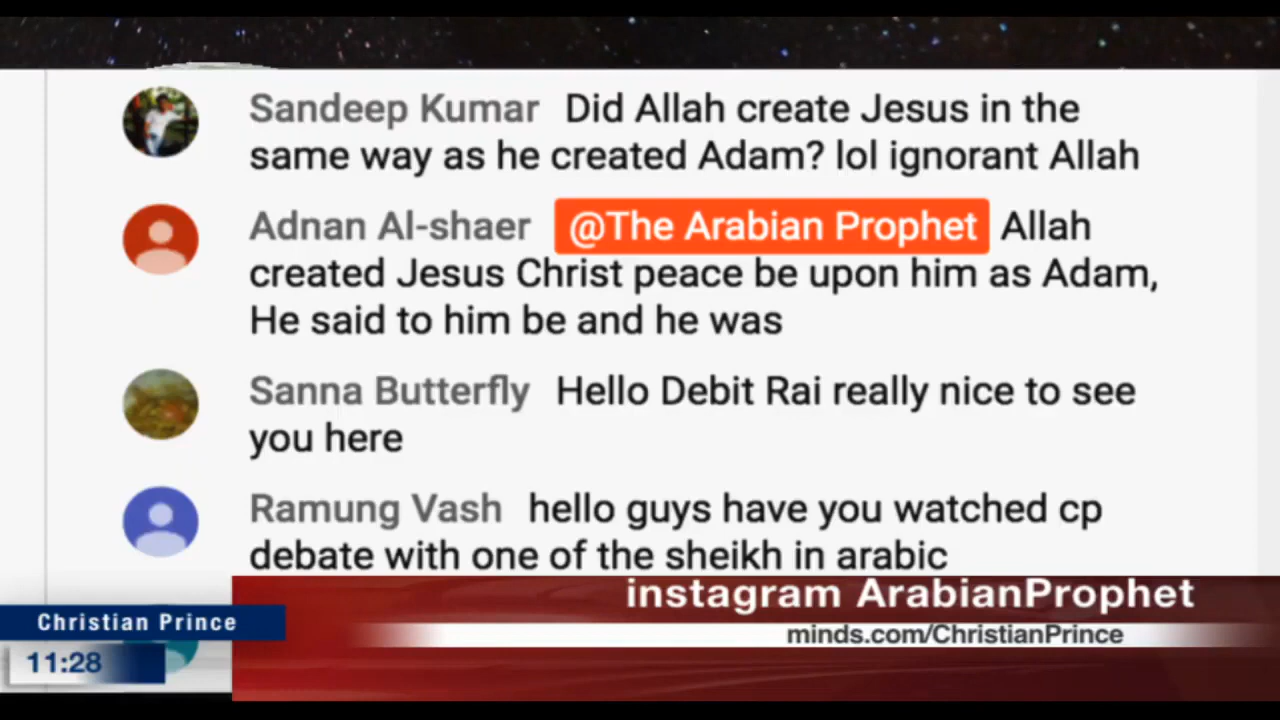 Sandeep Kumar Did Allah create Jesus in the
same way as he created Adam? lol ignorant Allah
Adnan Al-shaer @The Arabian Prophet Allah
created Jesus Christ peace be upon him as Adam,
He said to him be and he was
Sanna Butterfly Hello Debit Rai really nice to see
you here
Ramung Vash hello guys have you watched cp
debate with one of the sheikh in arabic
instagram ArabianProphet
Christian Prince
minds.com/ChristianPrince
11:28